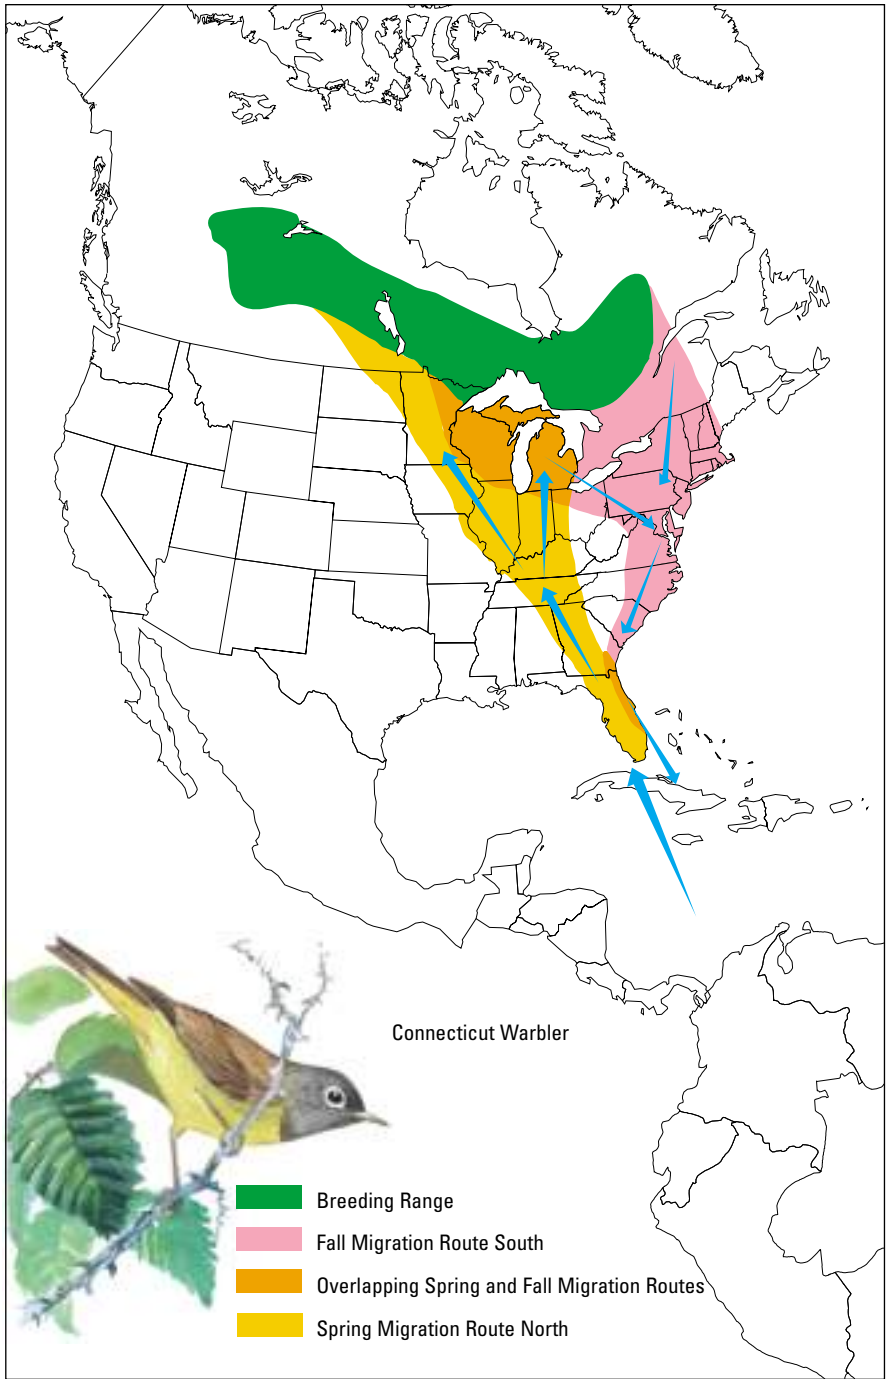 Connecticut Warbler
Breeding Range
Fall Migration Route South
Overlapping Spring and Fall Migration Routes
Spring Migration Route North